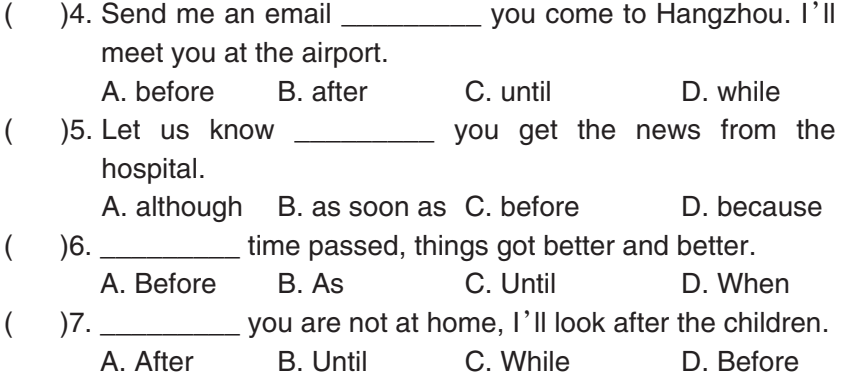 (　　)4. Send me an email _________ you come to Hangzhou. I’ll
meet you at the airport.
A. before B. after C. until D. while
(　　)5. Let us know _________ you get the news from the
hospital.
A. although B. as soon as C. before D. because
(　　)6. _________ time passed, things got better and better.
A. Before B. As C. Until D. When
(　　)7. _________ you are not at home, I’ll look after the children.
A. After B. Until C. While D. Before